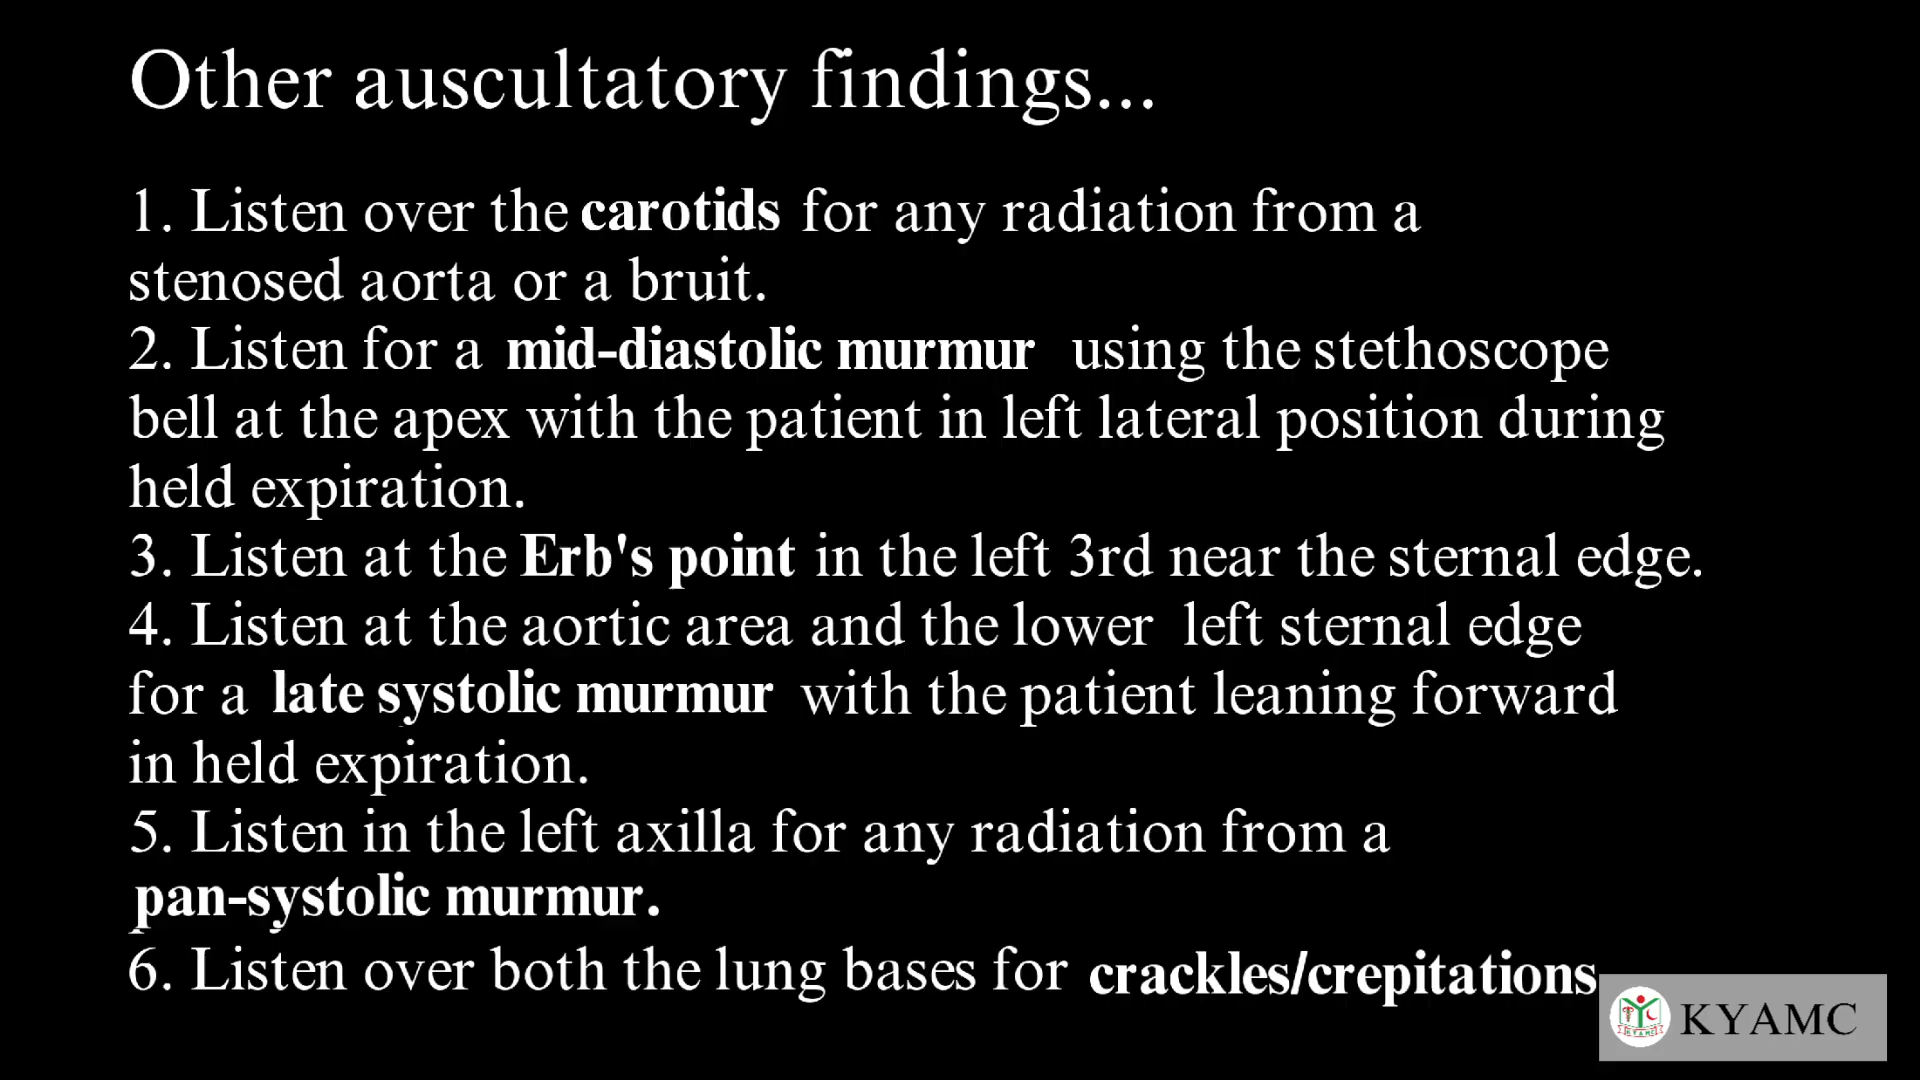 Other auscultatory findings...
1. Listen over the carotids for any radiation from a
stenosed aorta or a bruit.
2. Listen for a mid-diastolic murmur using the stethoscope
bell at the apex with the patient in left lateral position during
held expiration.
3. Listen at the Erb's point in the left 3rd near the sternal edge.
4. Listen at the aortic area and the lower left sternal edge
for a late systolic murmur with the patient leaning forward
in held expiration.
5. Listen in the left axilla for any radiation from a
pan-systolic murmur.
6. Listen over both the lung bases for crackles/crepitations
KYAMC